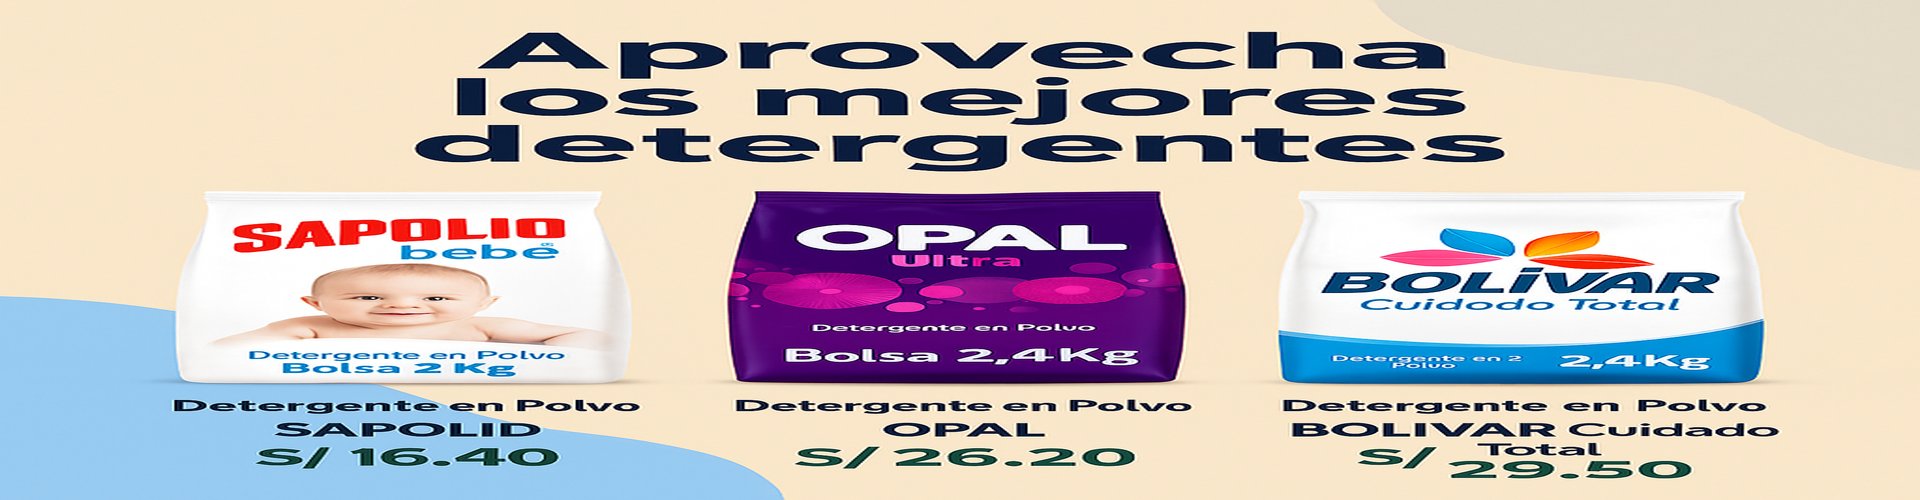 Aprovecha
los mejores
detergentes
SAPOLIO
bebé
Detergente en Polvo
Bolsa 2 Kg
Detergente en Polvo
SAPOLID
S/ 16.40
OPAL
Ultra
Detergente en Polvo
Bolsa 2,4Kg
Detergente en Polvo
OPAL
S/ 26.20
BOLiVAR
Cuidodo Total
Detergente en 2
Polvo
2,4Kg
Detergente en Polvo
BOLIVAR Cuidado
Total
S/ 29.50